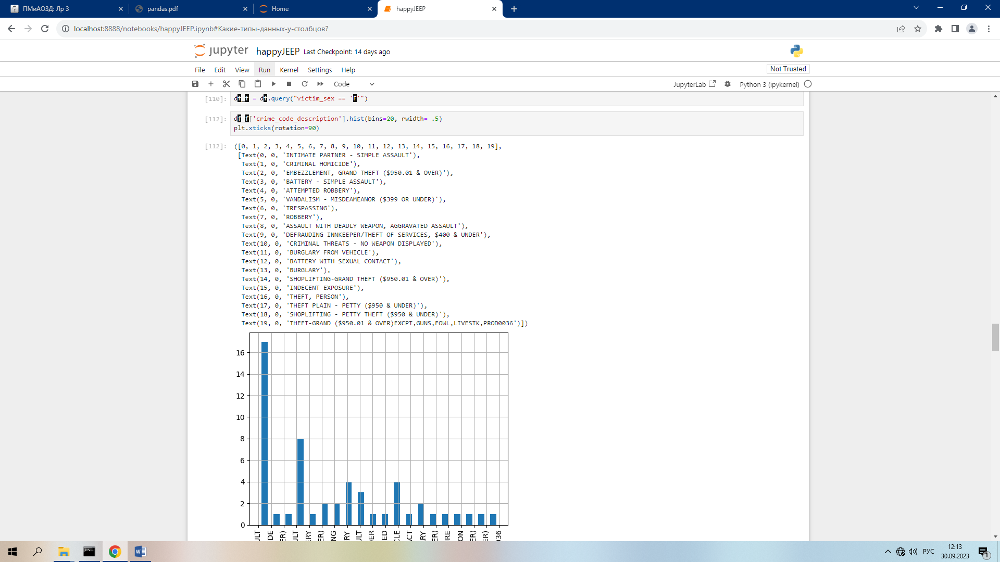 ПМиАОЗД: Лр 3
pandas.pdf
Home
happyJEEP
localhost:8888/notebooks/happyJEEP.ipynb#Какие-типы-данных-у-столбцов?
jupyter happyJEEP Last Checkpoint: 14 days ago
File Edit View Run Kernel Settings Help
Not Trusted
Code
JupyterLab
Python 3 (ipykernel)
[110]: df_f = df.query("victim_sex == 'F'")
[112]: df_f['crime_code_description'].hist(bins=20, rwidth= .5)
plt.xticks(rotation=90)
[112]: ([0, 1, 2, 3, 4, 5, 6, 7, 8, 9, 10, 11, 12, 13, 14, 15, 16, 17, 18, 19],
[Text(0, 0, 'INTIMATE PARTNER - SIMPLE ASSAULT'),
Text(1, 0, 'CRIMINAL HOMICIDE'),
Text(2, 0, 'EMBEZZLEMENT, GRAND THEFT ($950.01 & OVER)'),
Text(3, 0, 'BATTERY - SIMPLE ASSAULT'),
Text(4, 0, 'ATTEMPTED ROBBERY'),
Text(5, 0, 'VANDALISM - MISDEAMEANOR ($399 OR UNDER)'),
Text(6, 0, 'TRESPASSING'),
Text(7, 0, 'ROBBERY'),
Text(8, 0, 'ASSAULT WITH DEADLY WEAPON, AGGRAVATED ASSAULT'),
Text(9, 0, 'DEFRAUDING INNKEEPER/THEFT OF SERVICES, $400 & UNDER'),
Text(10, 0, 'CRIMINAL THREATS - NO WEAPON DISPLAYED'),
Text(11, 0, 'BURGLARY FROM VEHICLE'),
Text(12, 0, 'BATTERY WITH SEXUAL CONTACT'),
Text(13, 0, 'BURGLARY'),
Text(14, 0, 'SHOPLIFTING-GRAND THEFT ($950.01 & OVER)'),
Text(15, 0, 'INDECENT EXPOSURE'),
Text(16, 0, 'THEFT, PERSON'),
Text(17, 0, 'THEFT PLAIN - PETTY ($950 & UNDER)'),
Text(18, 0, 'SHOPLIFTING - PETTY THEFT ($950 & UNDER)'),
Text(19, 0, 'THEFT-GRAND ($950.01 & OVER)EXCPT,GUNS,FOWL,LIVESTK,PROD0036')])
16
14
12
10
8
6
4
2
0
ULT
DE
ER)
ULT
ERY
ER)
NG
ERY
ULT
DER
TED
CLE
ACT
ARY
ER)
URE
ON
ER)
ER)
036
РУС
12:13
30.09.2023
1